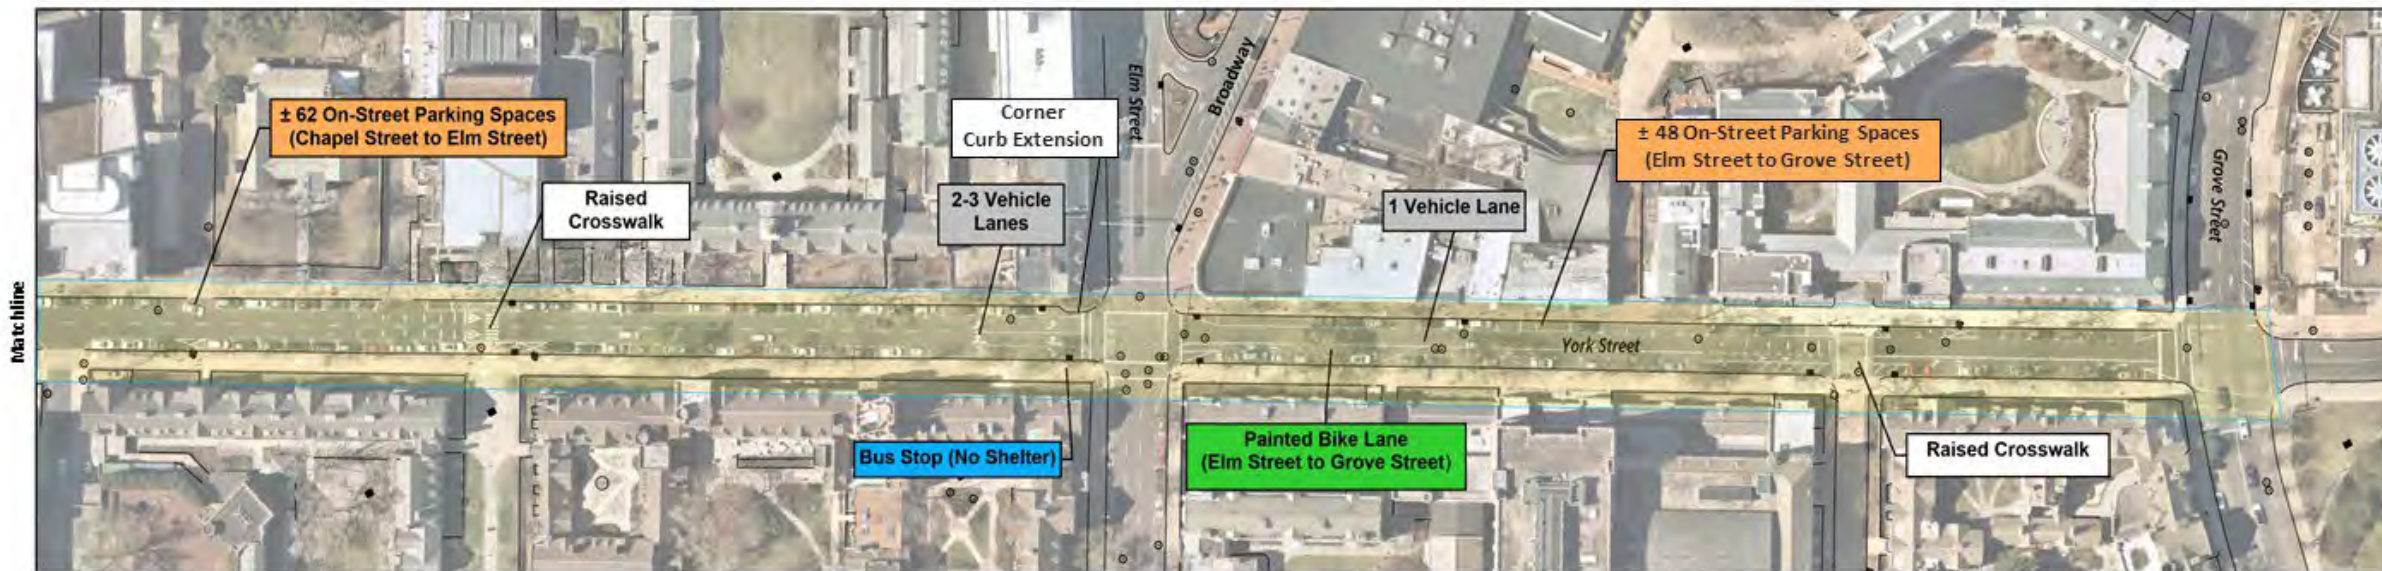 ± 62 On-Street Parking Spaces
(Chapel Street to Elm Street)
Raised
Crosswalk
Corner
Curb Extension
2-3 Vehicle
Lanes
Elm Street
Broadway
1 Vehicle Lane
± 48 On-Street Parking Spaces
(Elm Street to Grove Street)
Grove Street
Matchline
York Street
Bus Stop (No Shelter)
Painted Bike Lane
(Elm Street to Grove Street)
Raised Crosswalk